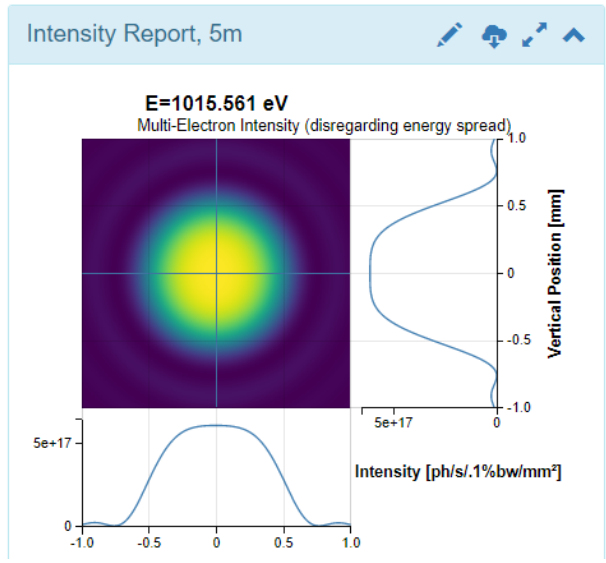 Intensity Report, 5m
E=1015.561 eV
Multi-Electron Intensity (disregarding energy spread)
1.0
0.5
0
-0.5
-1.0
Vertical Position [mm]
5e+17
0
5e+17
0
Intensity [ph/s/.1%bw/mm²]
-1.0
-0.5
0
0.5
1.0